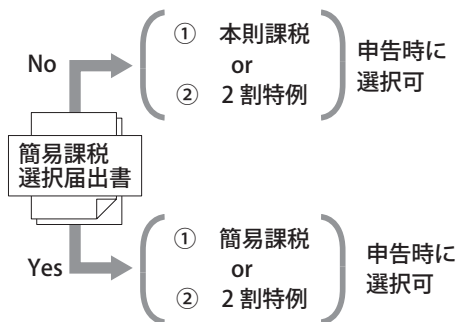 No
① 本則課税
or
② 2割特例
申告時に
選択可
簡易課税
選択届出書
Yes
① 簡易課税
or
② 2割特例
申告時に
選択可